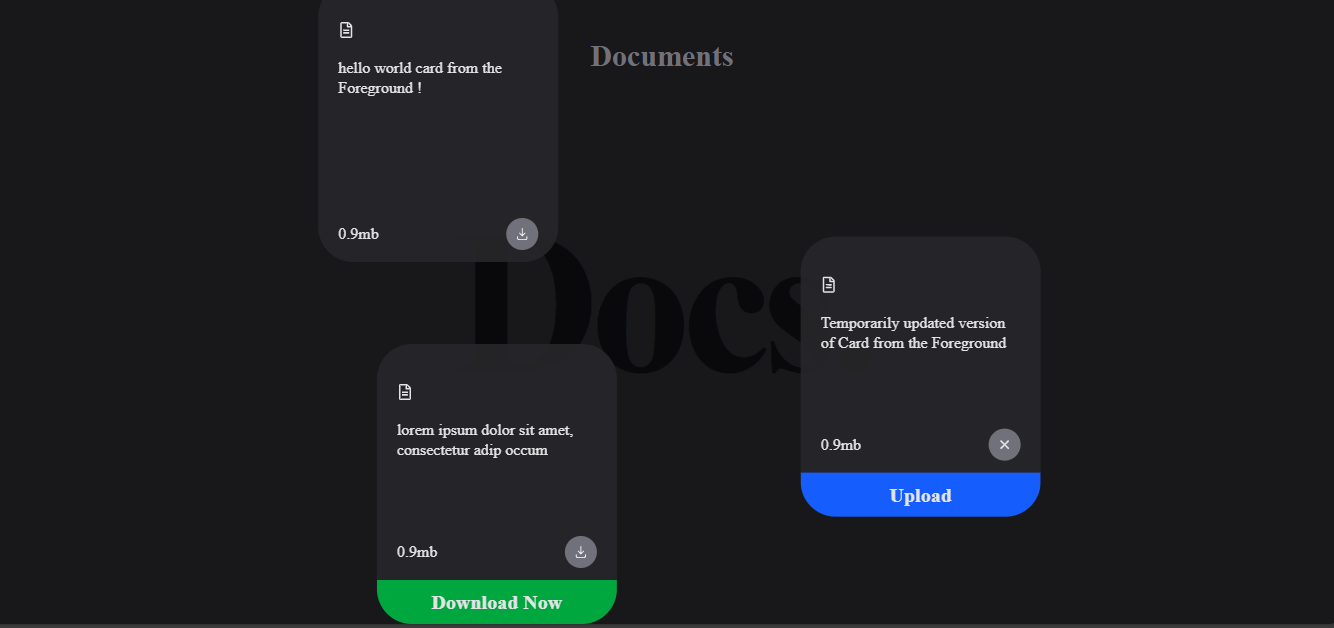 Documents
hello world card from the
Foreground !
0.9mb
Docs.
Temporarily updated version
of Card from the Foreground
0.9mb
Upload
lorem ipsum dolor sit amet,
consectetur adip occum
0.9mb
Download Now